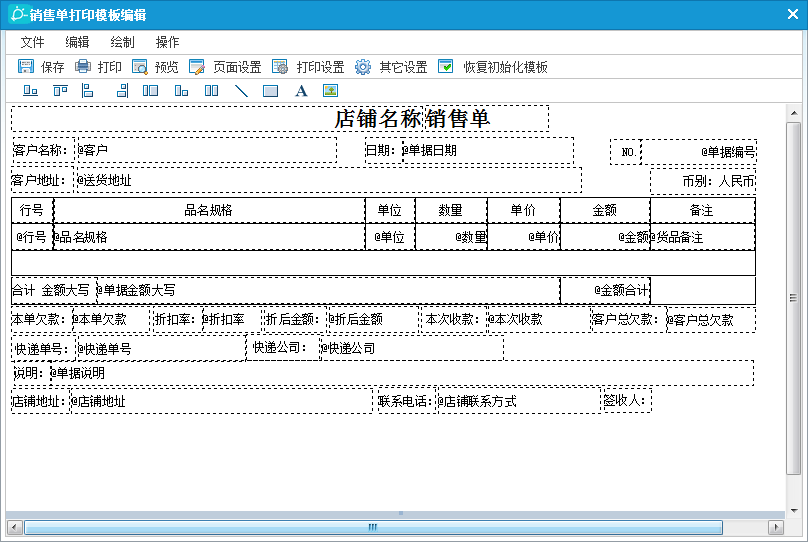 销售单打印模板编辑
文件 编辑 绘制 操作
保存 打印 预览 页面设置 打印设置 其它设置 恢复初始化模板
A
店铺名称销售单
客户名称: @客户 日期: @单据日期 NO. @单据编号
客户地址: @送货地址 币别: 人民币
行号 品名规格 单位 数量 单价 金额 备注
@行号 @品名规格 @单位 @数量 @单价 @金额 @货品备注
合计 金额大写 @单据金额大写 @金额合计
本单欠款: @本单欠款 折扣率: @折扣率 折后金额: @折后金额 本次收款: @本次收款 客户总欠款: @客户总欠款
快递单号: @快递单号 快递公司: @快递公司
说明: @单据说明
店铺地址: @店铺地址 联系电话: @店铺联系方式 签收人: